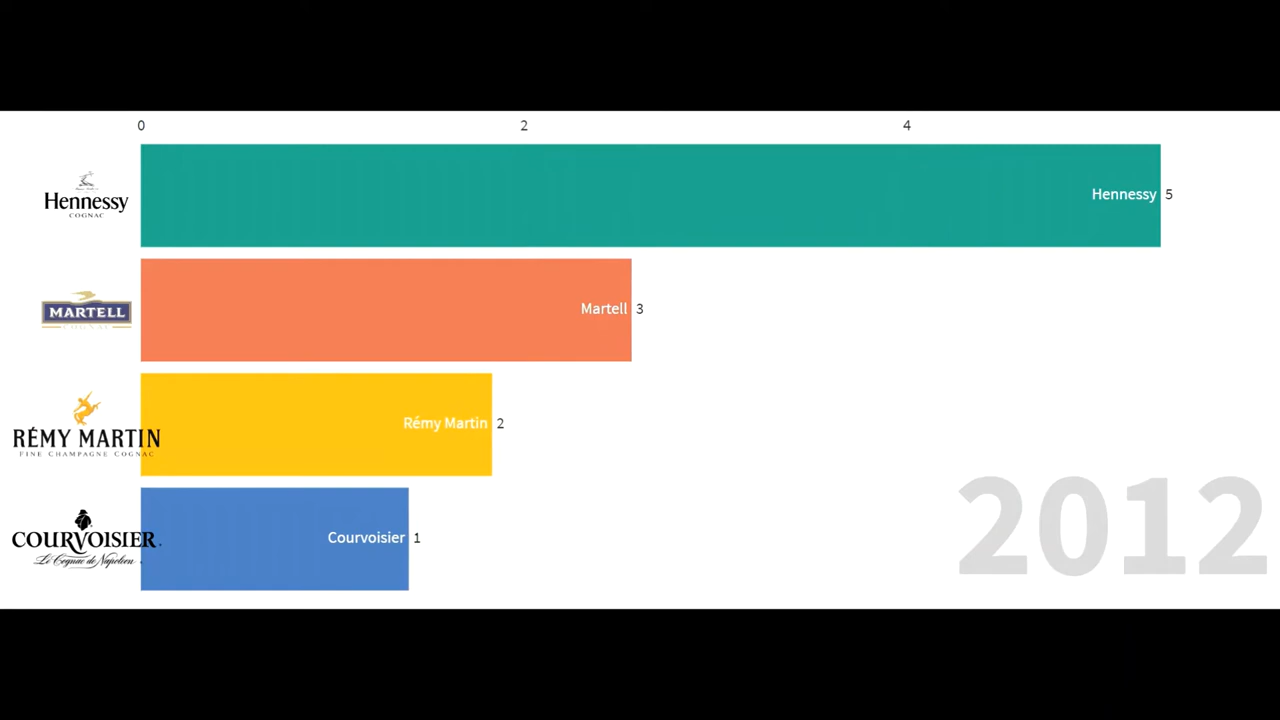 0 2 4
Hennessy
COGNAC
Hennessy 5
MARTELL
COGNAC
Martell 3
RÉMY MARTIN
FINE CHAMPAGNE COGNAC
Rémy Martin 2
COURVOISIER
Le Cognac de Napoleon
Courvoisier 1
2012